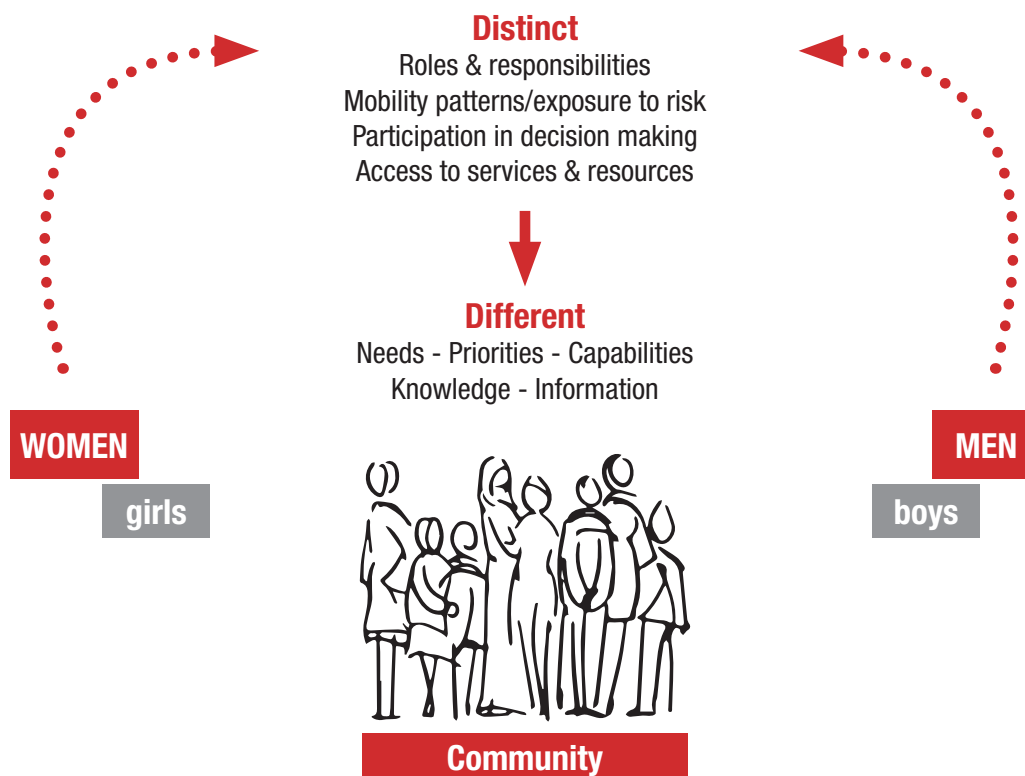 Distinct
Roles & responsibilities
Mobility patterns/exposure to risk
Participation in decision making
Access to services & resources
Different
Needs - Priorities - Capabilities
Knowledge - Information
WOMEN
girls
MEN
boys
Community